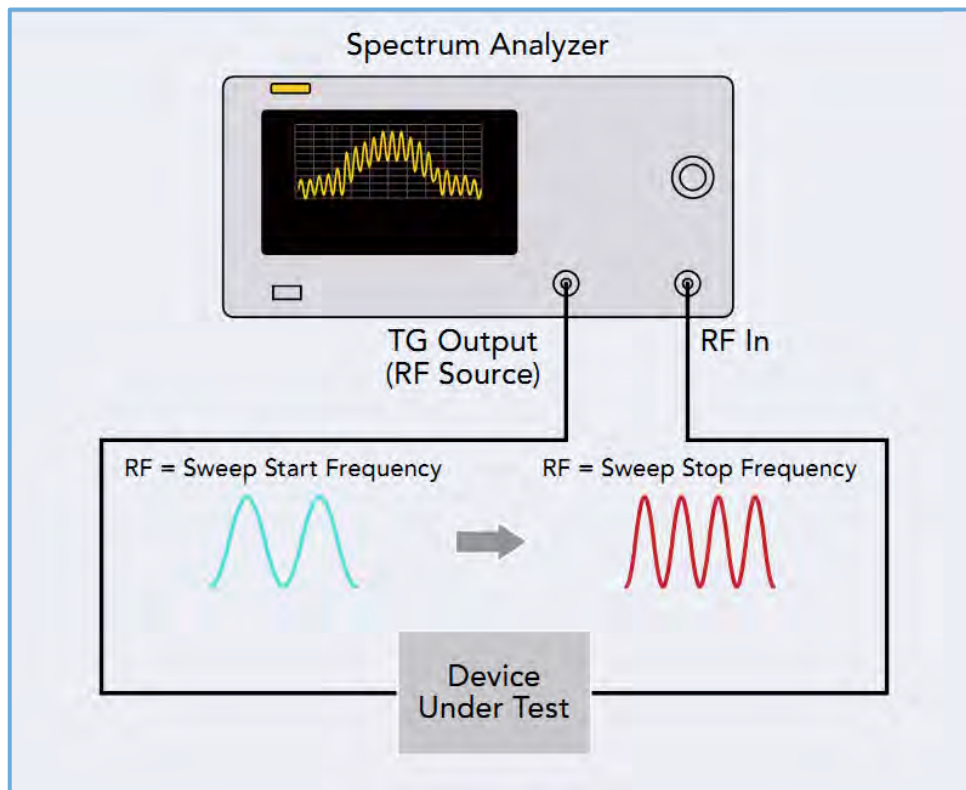 Spectrum Analyzer
TG Output
(RF Source)
RF In
RF = Sweep Start Frequency
RF = Sweep Stop Frequency
Device
Under Test